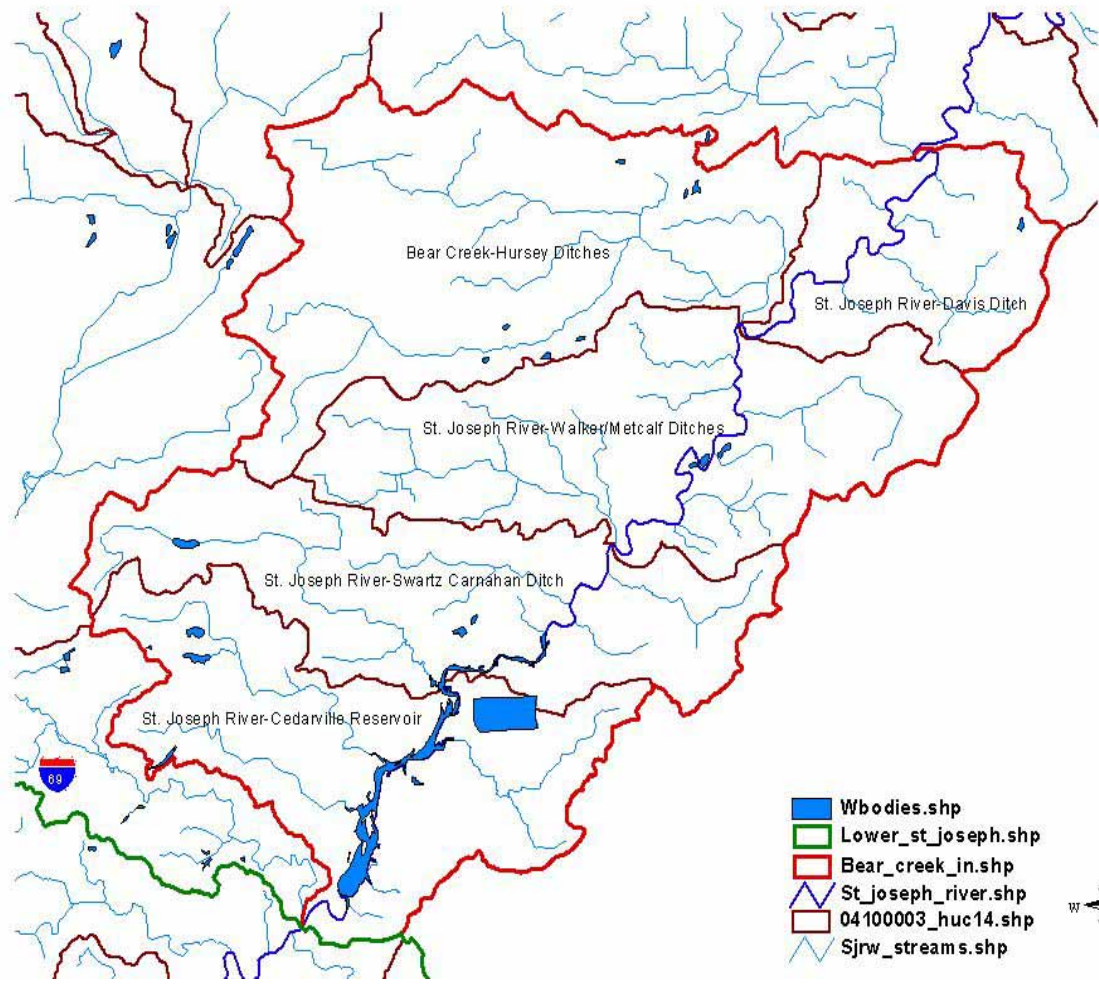 Bear Creek-Hursey Ditches
St. Joseph River-Davis Ditch
St. Joseph River-Walker/Metcalf Ditches
St. Joseph River-Swartz Carnahan Ditch
St. Joseph River-Cedarville Reservoir
69
Wbodies.shp
Lower_st_joseph.shp
Bear_creek_in.shp
St_joseph_river.shp
04100003_huc14.shp
Sjrw_streams.shp
W